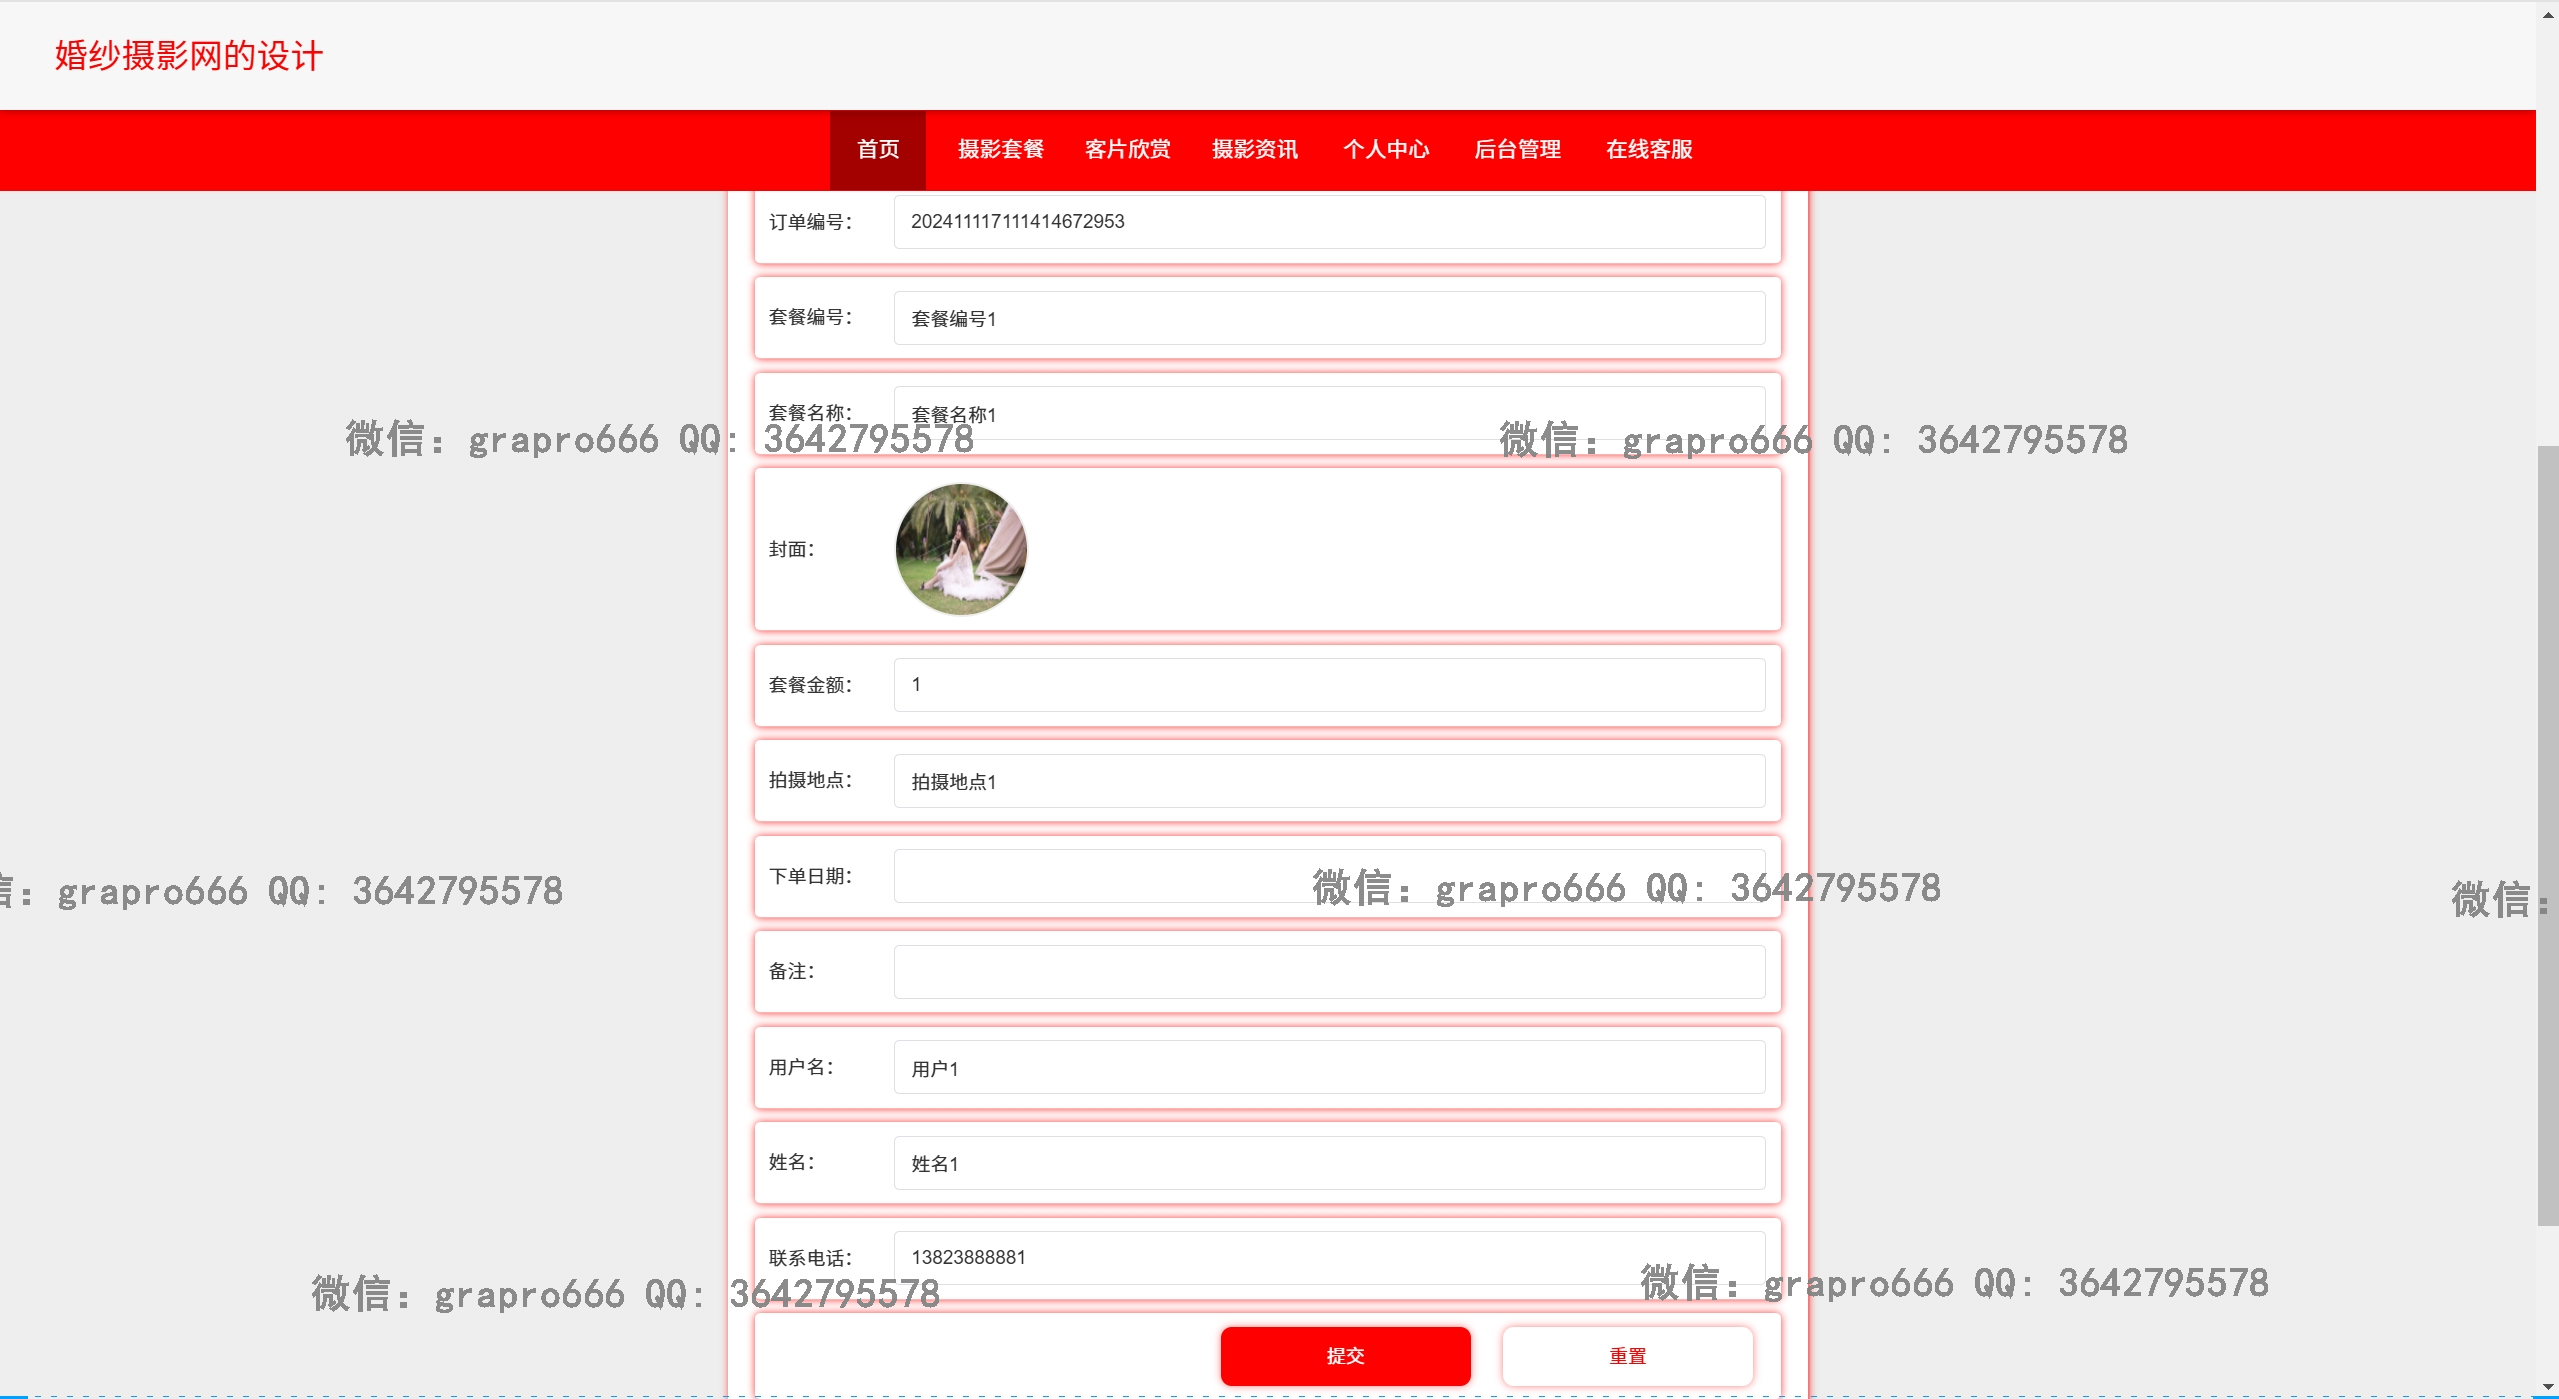 婚纱摄影网的设计
首页 摄影套餐 客片欣赏 摄影资讯 个人中心 后台管理 在线客服
订单编号： 202411117111414672953
套餐编号： 套餐编号1
套餐名称： 套餐名称1
微信：grapro666 QQ: 3642795578
微信：grapro666 QQ: 3642795578
封面：
套餐金额： 1
拍摄地点： 拍摄地点1
下单日期：
信：grapro666 QQ: 3642795578
微信：grapro666 QQ: 3642795578
微信：
备注：
用户名： 用户1
姓名： 姓名1
联系电话： 13823888881
微信：grapro666 QQ: 3642795578
微信：grapro666 QQ: 3642795578
提交 重置